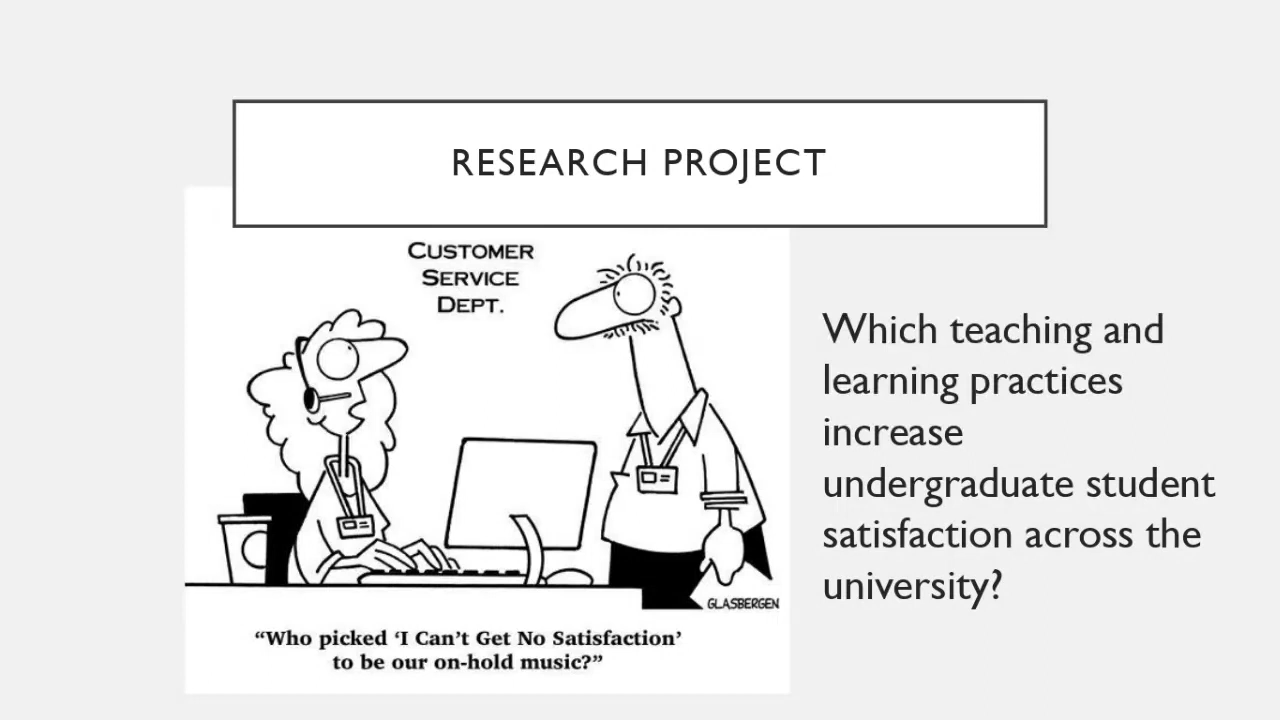 RESEARCH PROJECT
CUSTOMER
SERVICE
DEPT.
Which teaching and
learning practices
increase
undergraduate student
satisfaction across the
university?
GLASBERGEN
“Who picked ‘I Can’t Get No Satisfaction’
to be our on-hold music?”